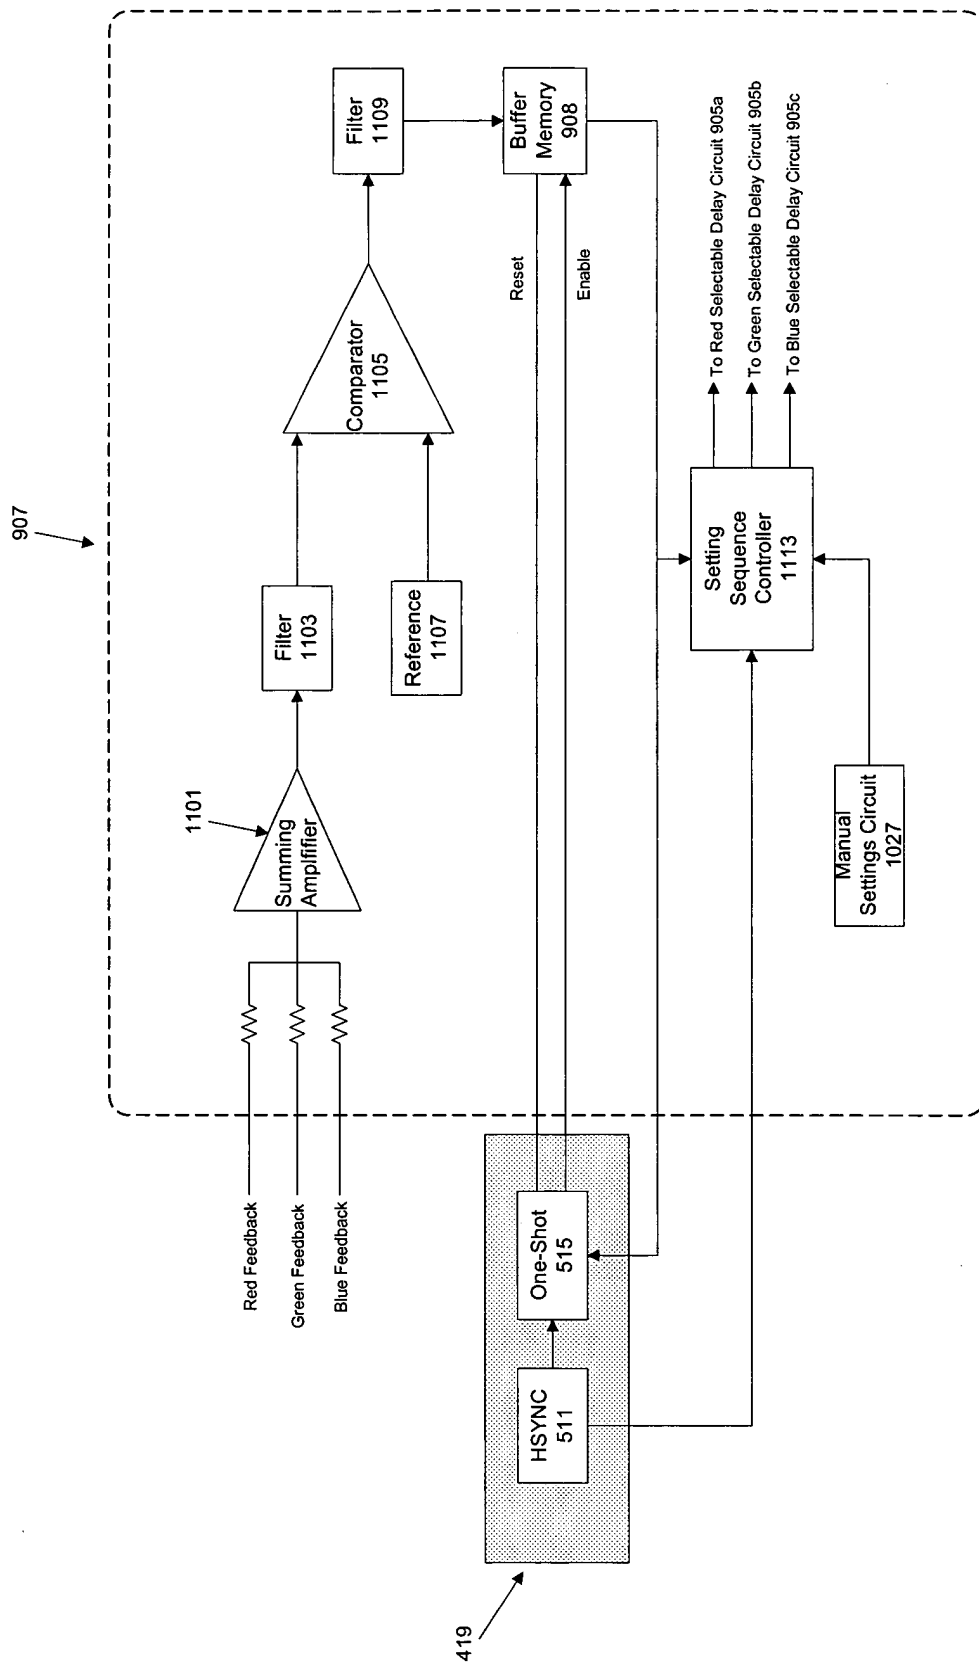 907
Red Feedback
Green Feedback
Blue Feedback
1101
Summing
Amplfifier
Filter
1103
Reference
1107
Comparator
1105
Filter
1109
Buffer
Memory
908
Reset
Enable
419
HSYNC
511
One-Shot
515
Setting
Sequence
Controller
1113
Manual
Settings Circuit
1027
To Red Selectable Delay Circuit 905a
To Green Selectable Delay Circuit 905b
To Blue Selectable Delay Circuit 905c